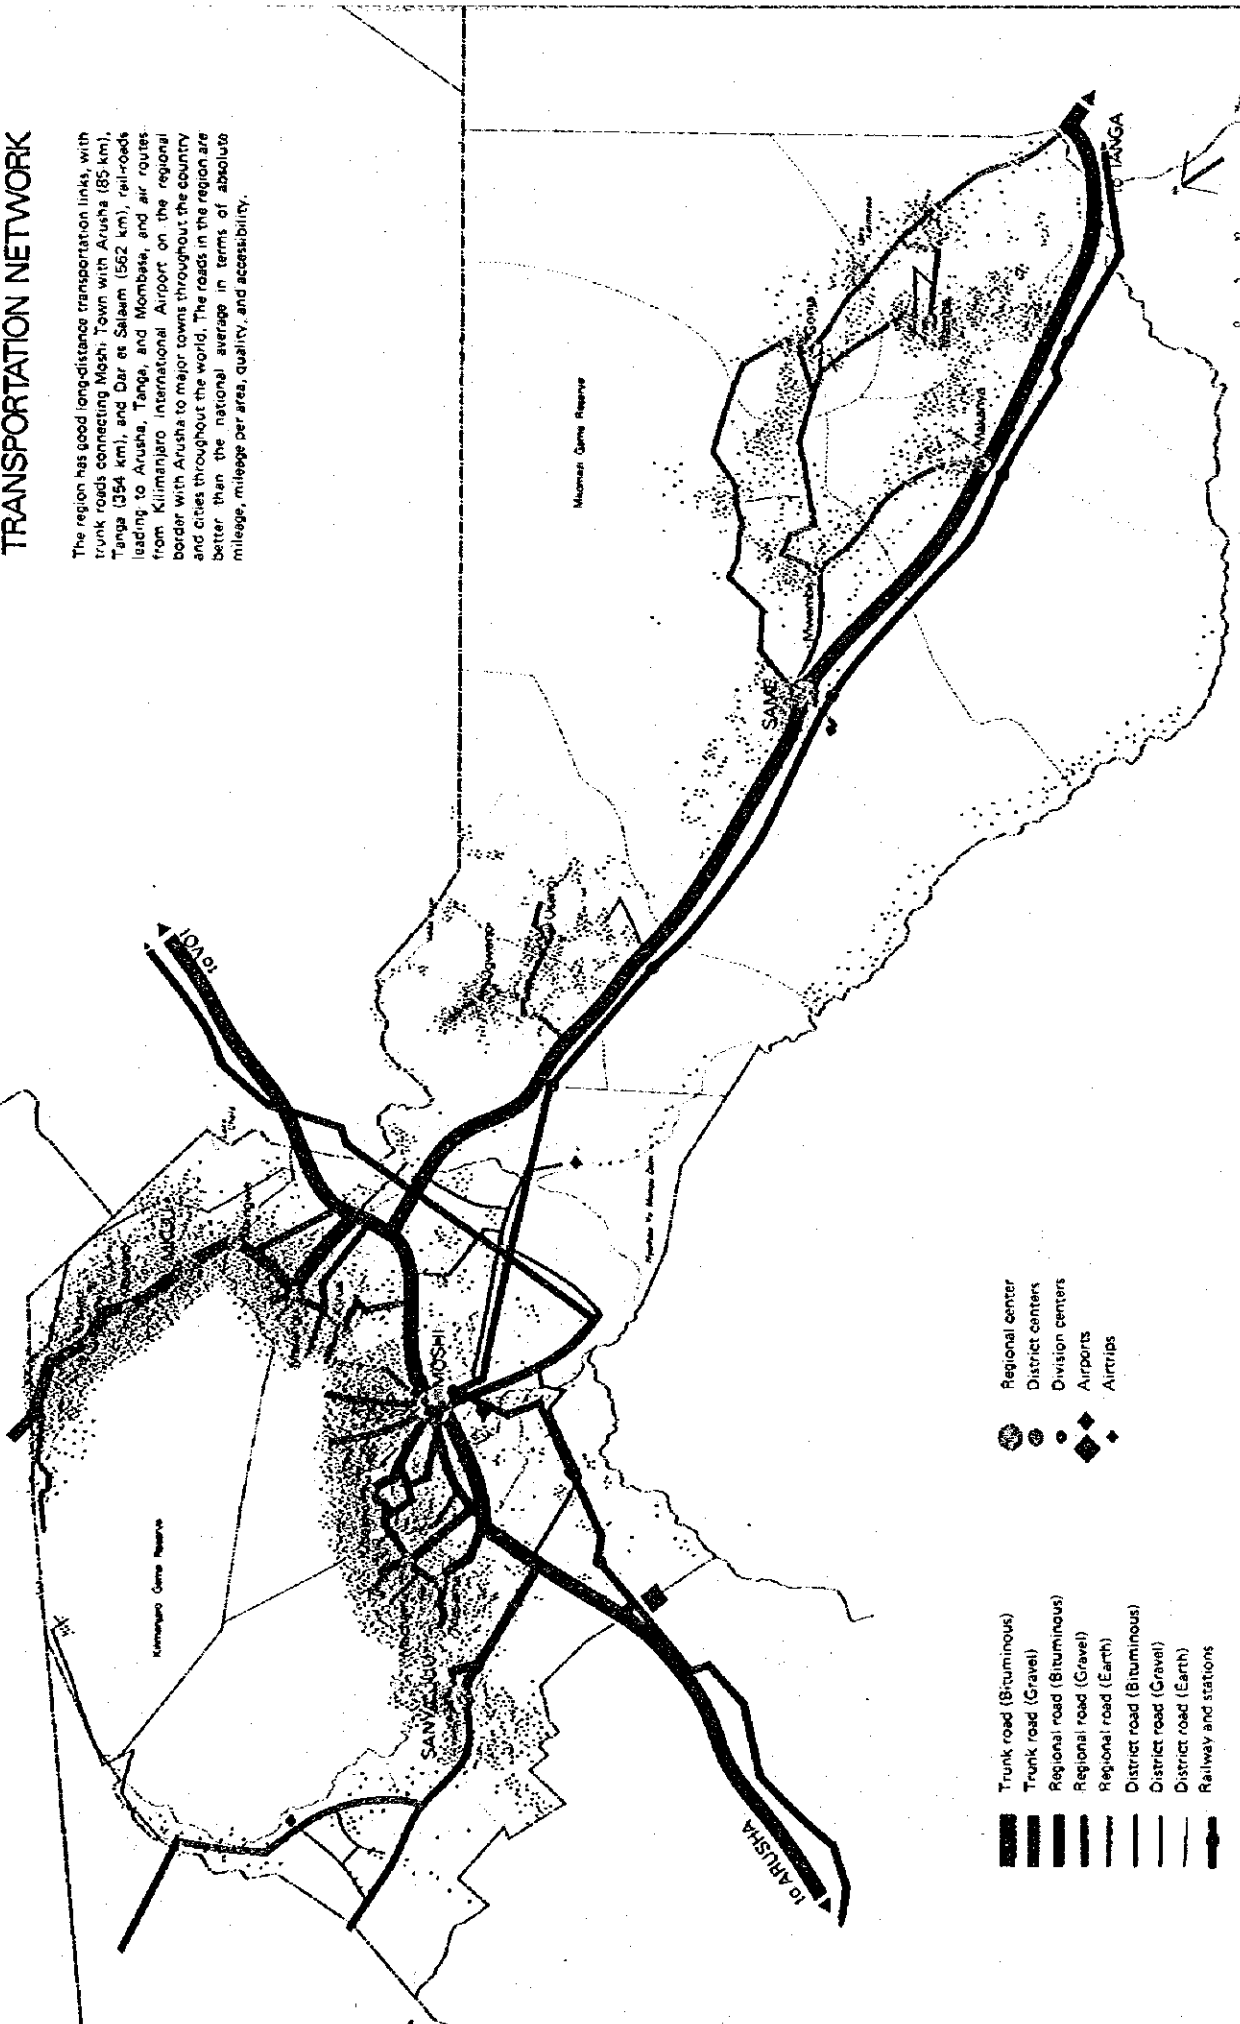 TRANSPORTATION NETWORK
The region has good long-distance transportation links, with
trunk roads connecting Moshi Town with Arusha (85 km),
Tanga (354 km), and Dar es Salaam (562 km), rail-roads
leading to Arusha, Tanga, and Mombasa, and air routes
from Kilimanjaro International Airport on the regional
border with Arusha to major towns throughout the country
and cities throughout the world. The roads in the region are
better than the national average in terms of absolute
mileage, mileage per area, quality, and accessibility.
to VOI
to TANGA
Mkomazi Game Reserve
Gonja
Makanya
Mwembe
SAME
Usangi
Ugweno
MOSHI
Kilimanjaro Game Reserve
SANYA JUU
to ARUSHA
Trunk road (Bituminous)
Trunk road (Gravel)
Regional road (Bituminous)
Regional road (Gravel)
Regional road (Earth)
District road (Bituminous)
District road (Gravel)
District road (Earth)
Railway and stations
Regional center
District centers
Division centers
Airports
Airtrips